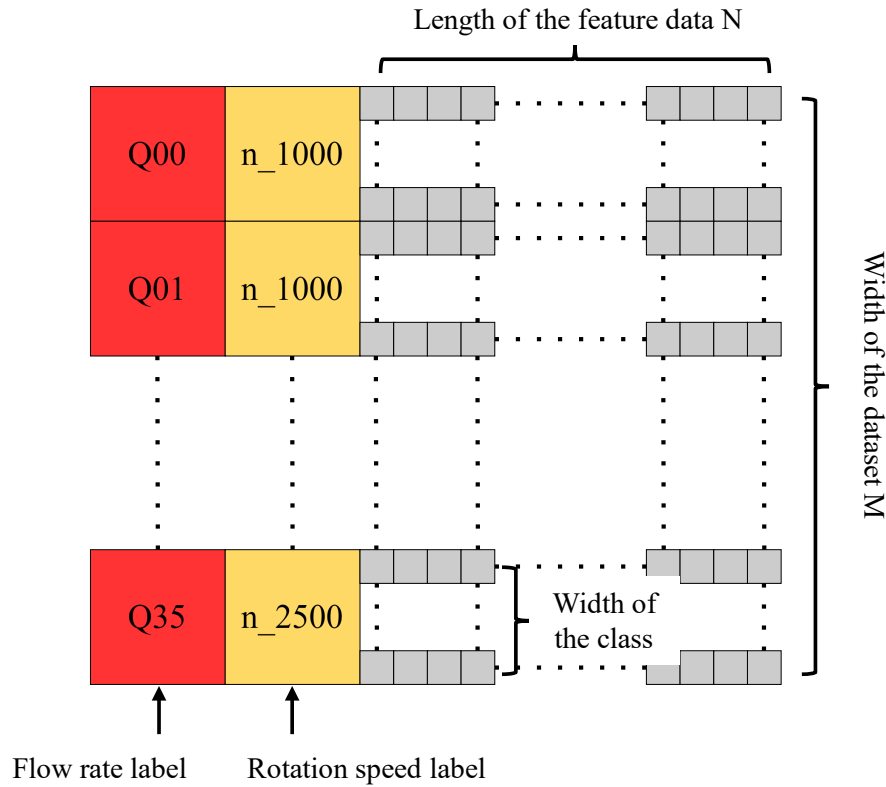 Length of the feature data N
Q00 n_1000
Q01 n_1000
Width of the dataset M
Q35 n_2500
Width of
the class
Flow rate label Rotation speed label